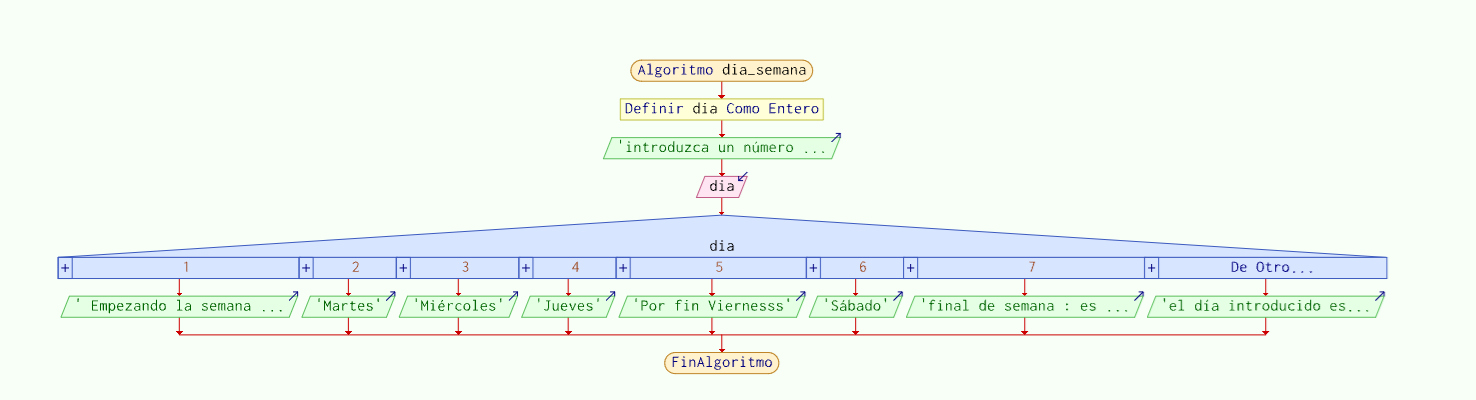 Algoritmo dia_semana
Definir dia Como Entero
'introduzca un número ...
dia
dia
+ 1 + 2 + 3 + 4 + 5 + 6 + 7 + De Otro...
' Empezando la semana ... 'Martes' 'Miércoles' 'Jueves' 'Por fin Viernesss' 'Sábado' 'final de semana : es ... 'el día introducido es...
FinAlgoritmo